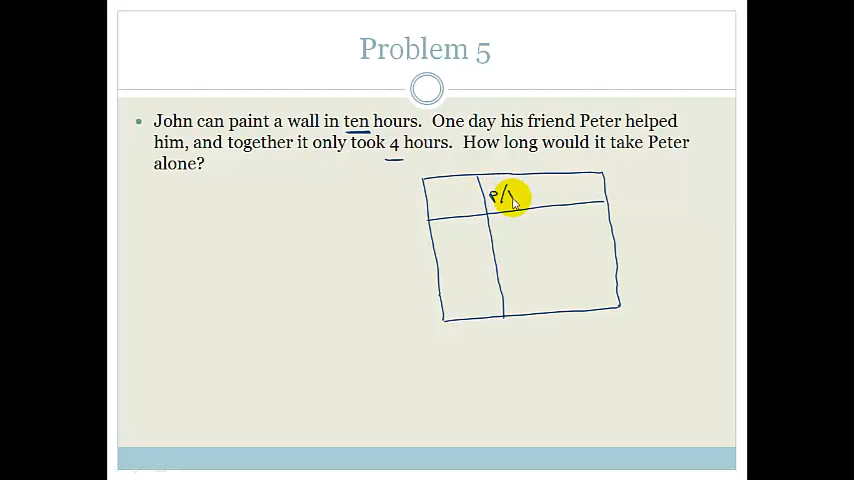 Problem 5
John can paint a wall in ten hours. One day his friend Peter helped
him, and together it only took 4 hours. How long would it take Peter
alone?